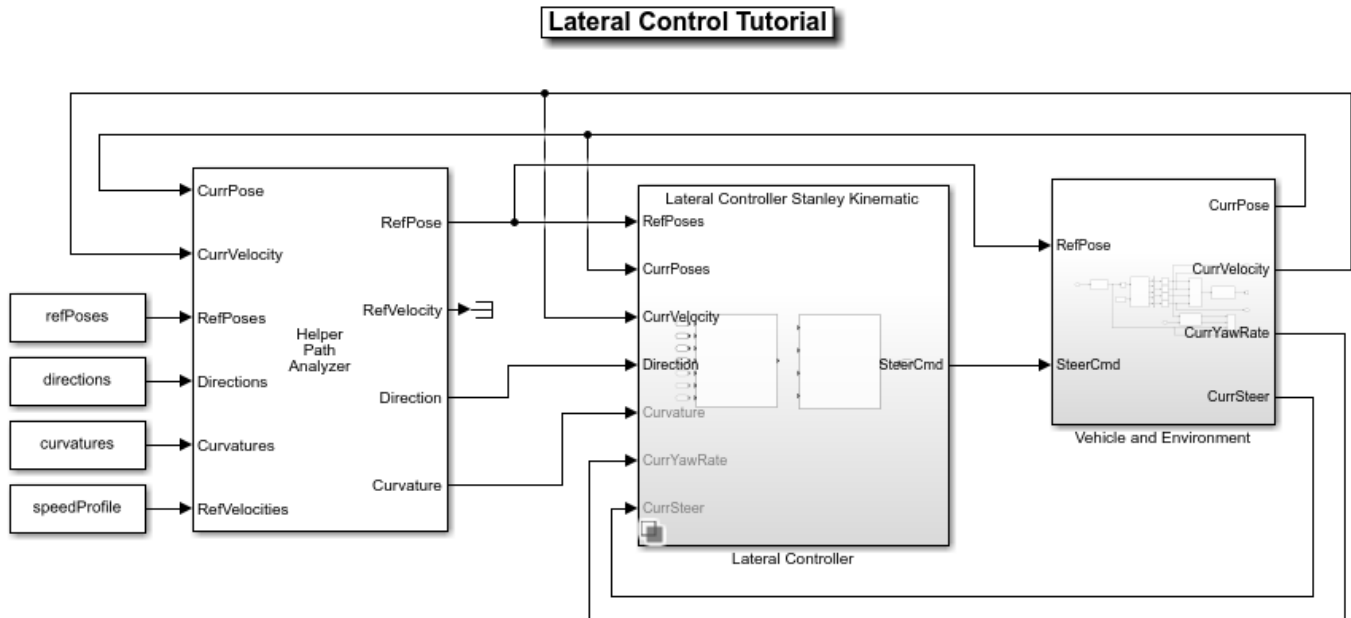 Lateral Control Tutorial
refPoses
directions
curvatures
speedProfile
CurrPose
CurrVelocity
RefPoses
Directions
Curvatures
RefVelocities
Helper
Path
Analyzer
RefPose
RefVelocity
Direction
Curvature
Lateral Controller Stanley Kinematic
RefPoses
CurrPoses
CurrVelocity
Direction
Curvature
CurrYawRate
CurrSteer
SteerCmd
Lateral Controller
RefPose
SteerCmd
CurrPose
CurrVelocity
CurrYawRate
CurrSteer
Vehicle and Environment